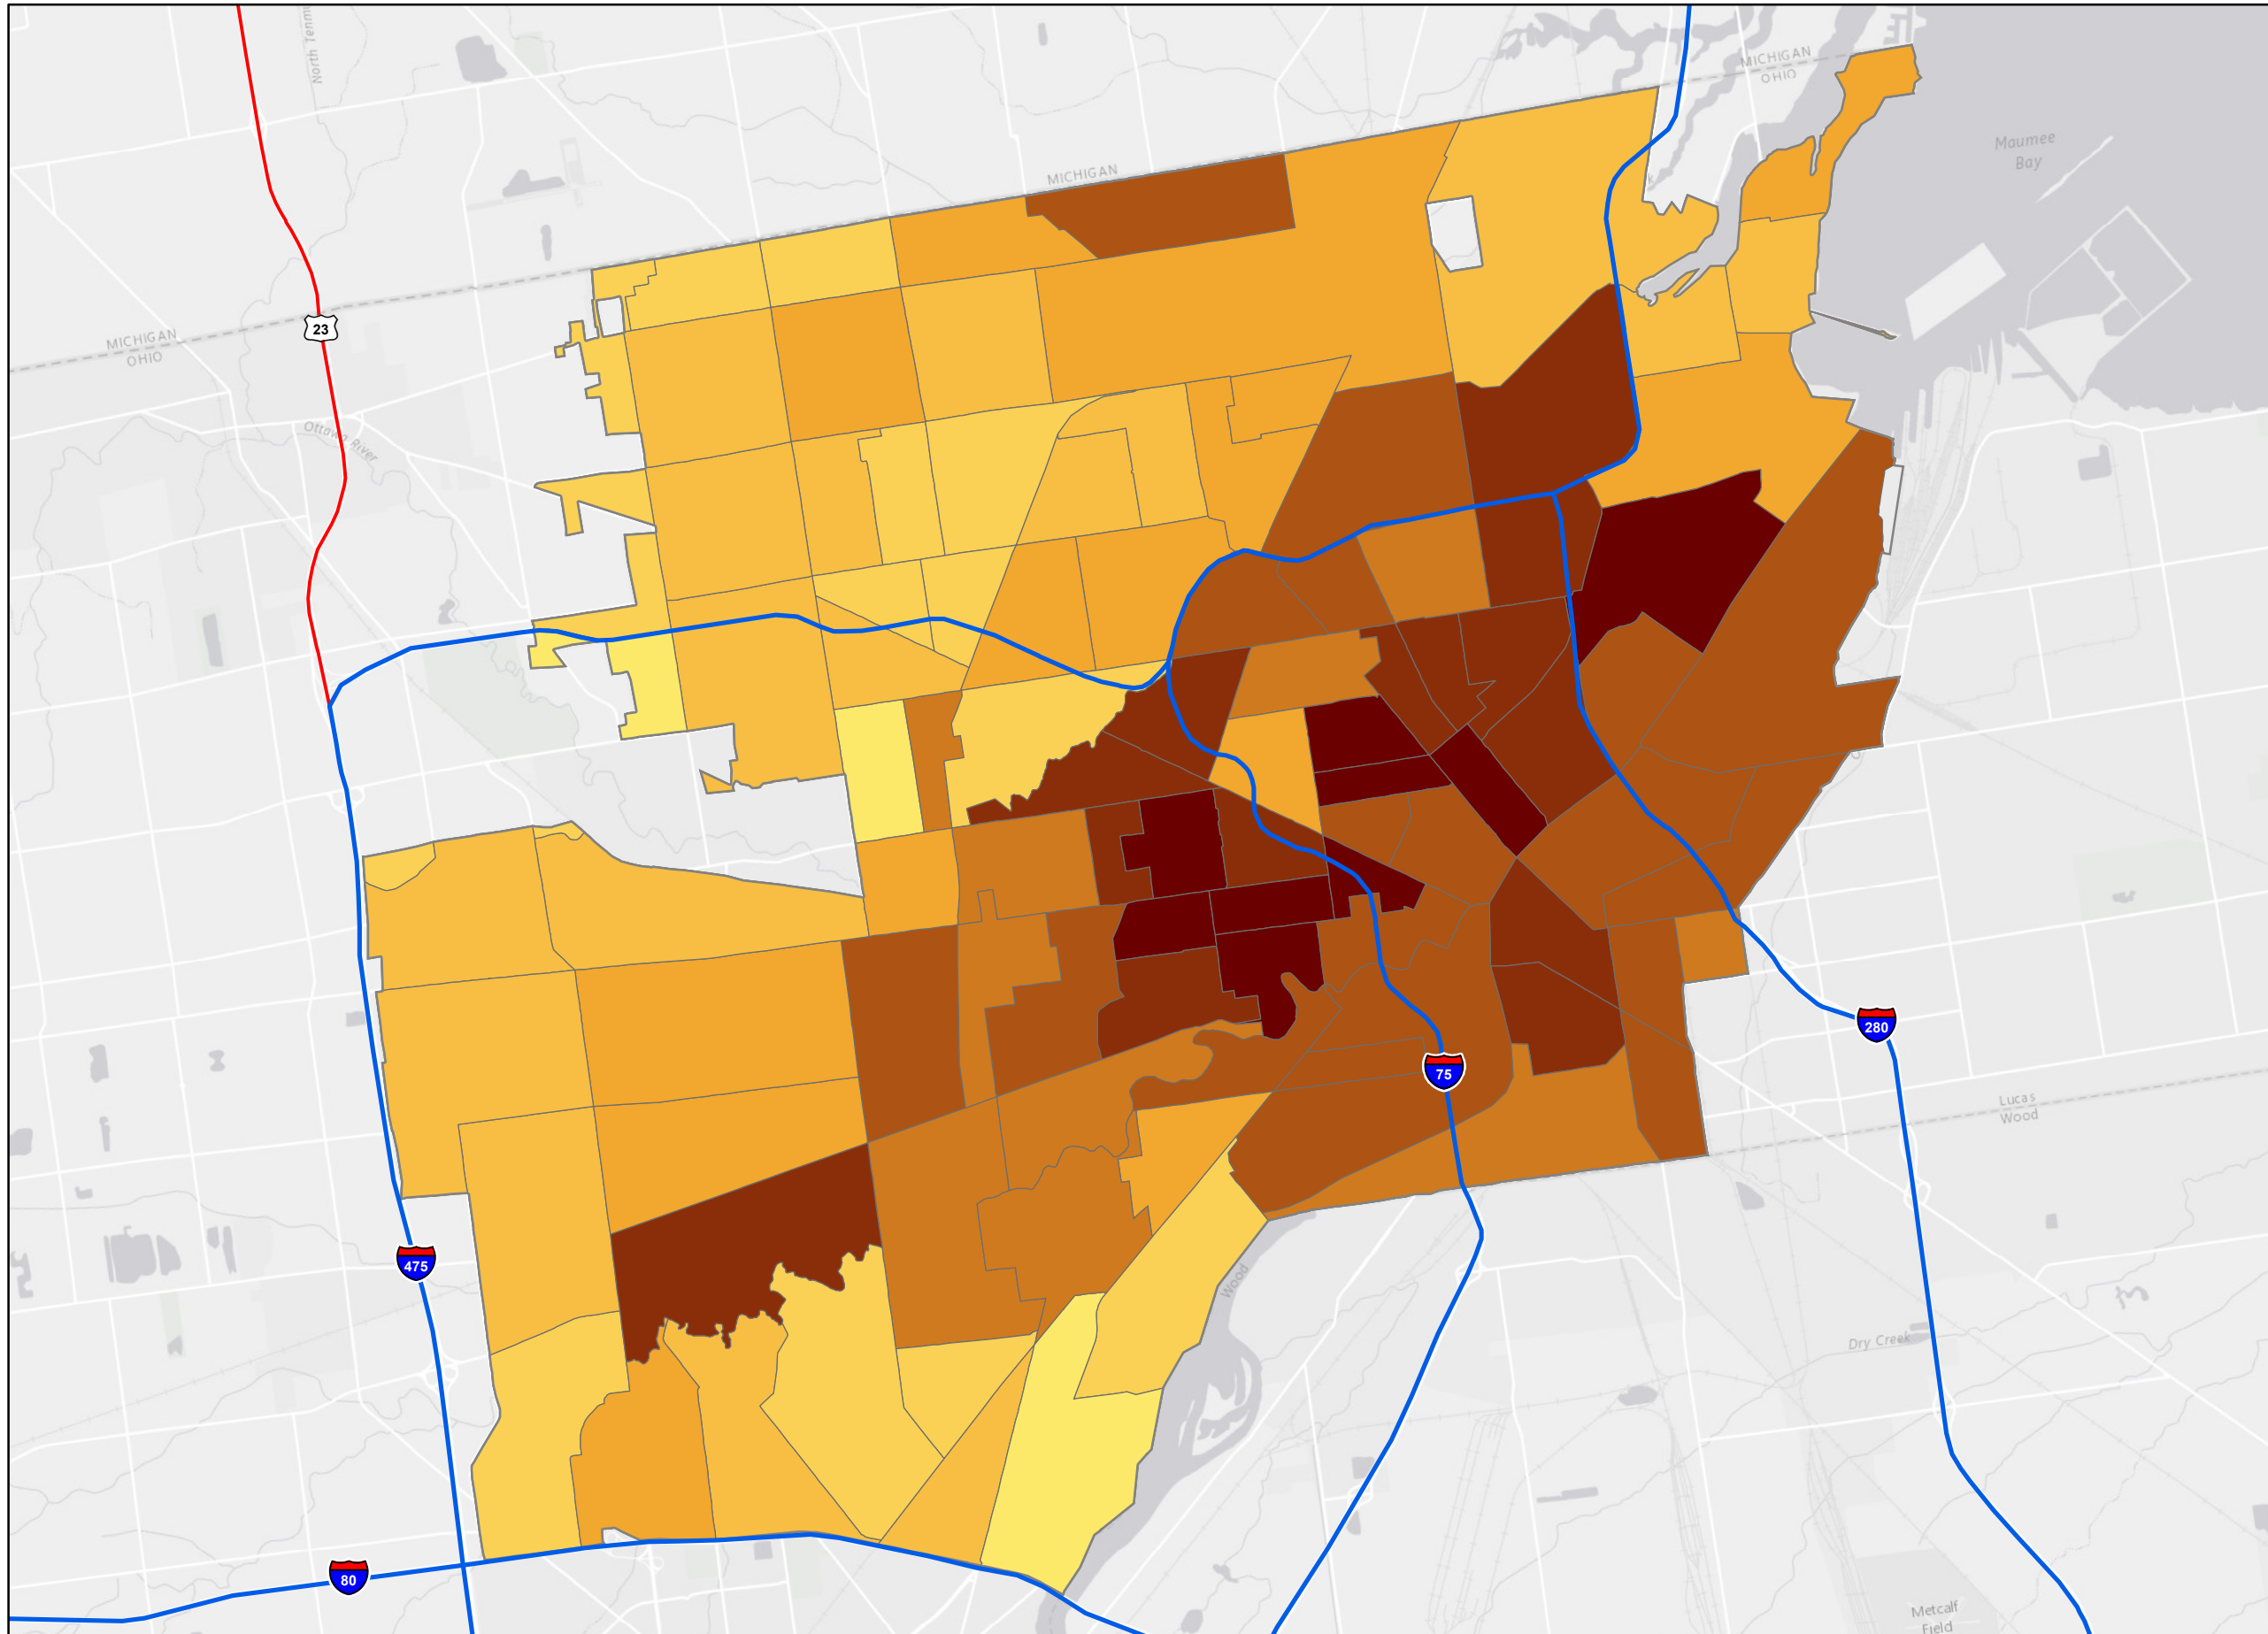 North Tenm
MICHIGAN
OHIO
Maumee
Bay
MICHIGAN
23
MICHIGAN
OHIO
Ottawa River
280
75
Lucas
Wood
475
Wood
Dry Creek
80
Metcalf
Field